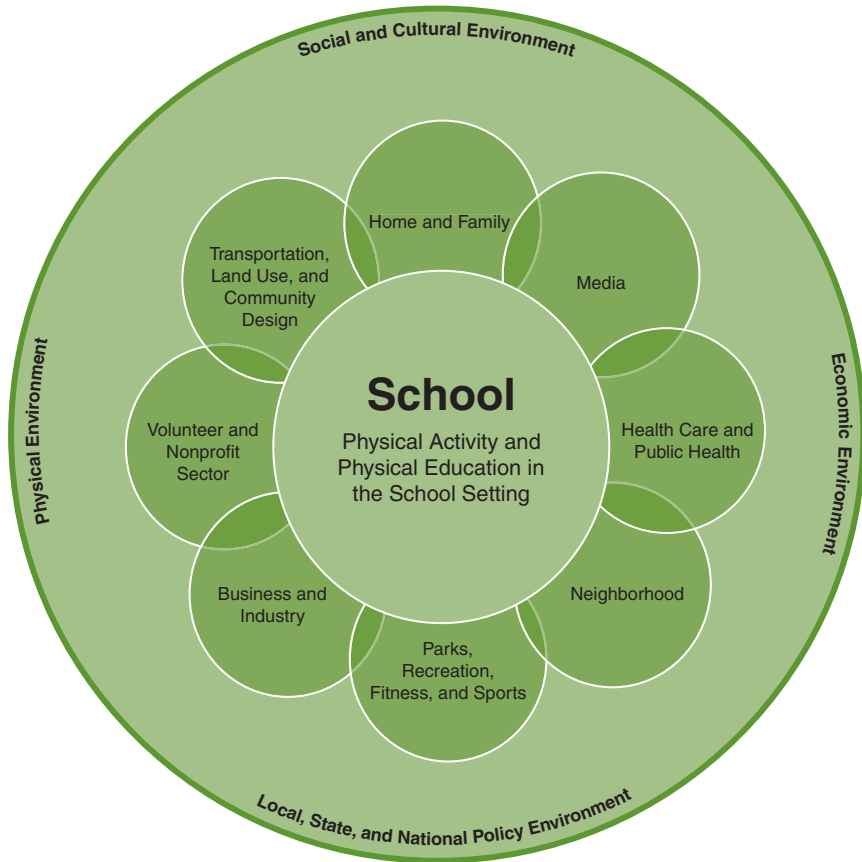 Social and Cultural Environment
Home and Family
Transportation,
Land Use, and
Community
Design
Media
School
Physical Activity and
Physical Education in
the School Setting
Physical Environment
Economic Environment
Volunteer and
Nonprofit
Sector
Health Care and
Public Health
Business and
Industry
Neighborhood
Parks,
Recreation,
Fitness, and Sports
Local, State, and National Policy Environment